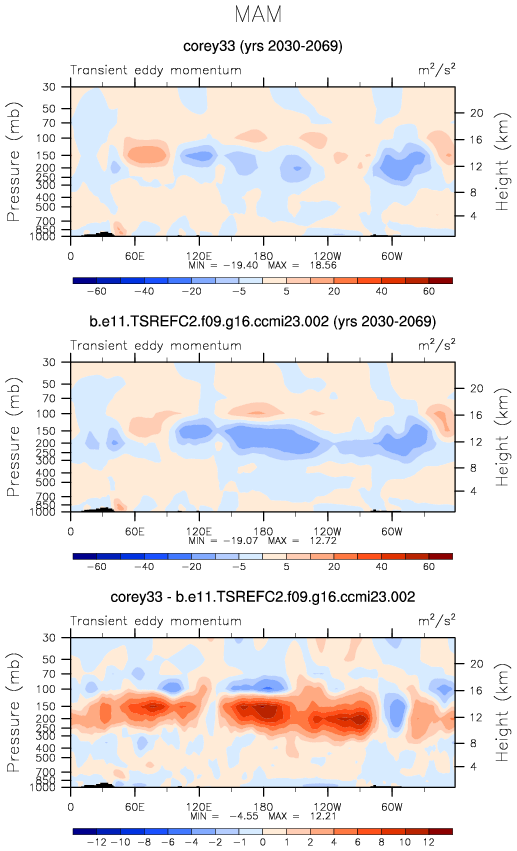 MAM
corey33 (yrs 2030-2069)
Transient eddy momentum m²/s²
30
50
70
100
150
200
250
300
400
500
700
850
1000
Pressure (mb)
20
16
12
8
4
Height (km)
0 60E 120E 180 120W 60W
MIN = -19.40 MAX = 18.56
-60 -40 -20 -5 5 20 40 60
b.e11.TSREFC2.f09.g16.ccmi23.002 (yrs 2030-2069)
Transient eddy momentum m²/s²
30
50
70
100
150
200
250
300
400
500
700
850
1000
Pressure (mb)
20
16
12
8
4
Height (km)
0 60E 120E 180 120W 60W
MIN = -19.07 MAX = 12.72
-60 -40 -20 -5 5 20 40 60
corey33 - b.e11.TSREFC2.f09.g16.ccmi23.002
Transient eddy momentum m²/s²
30
50
70
100
150
200
250
300
400
500
700
850
1000
Pressure (mb)
20
16
12
8
4
Height (km)
0 60E 120E 180 120W 60W
MIN = -4.55 MAX = 12.21
-12 -10 -8 -6 -4 -2 -1 0 1 2 4 6 8 10 12